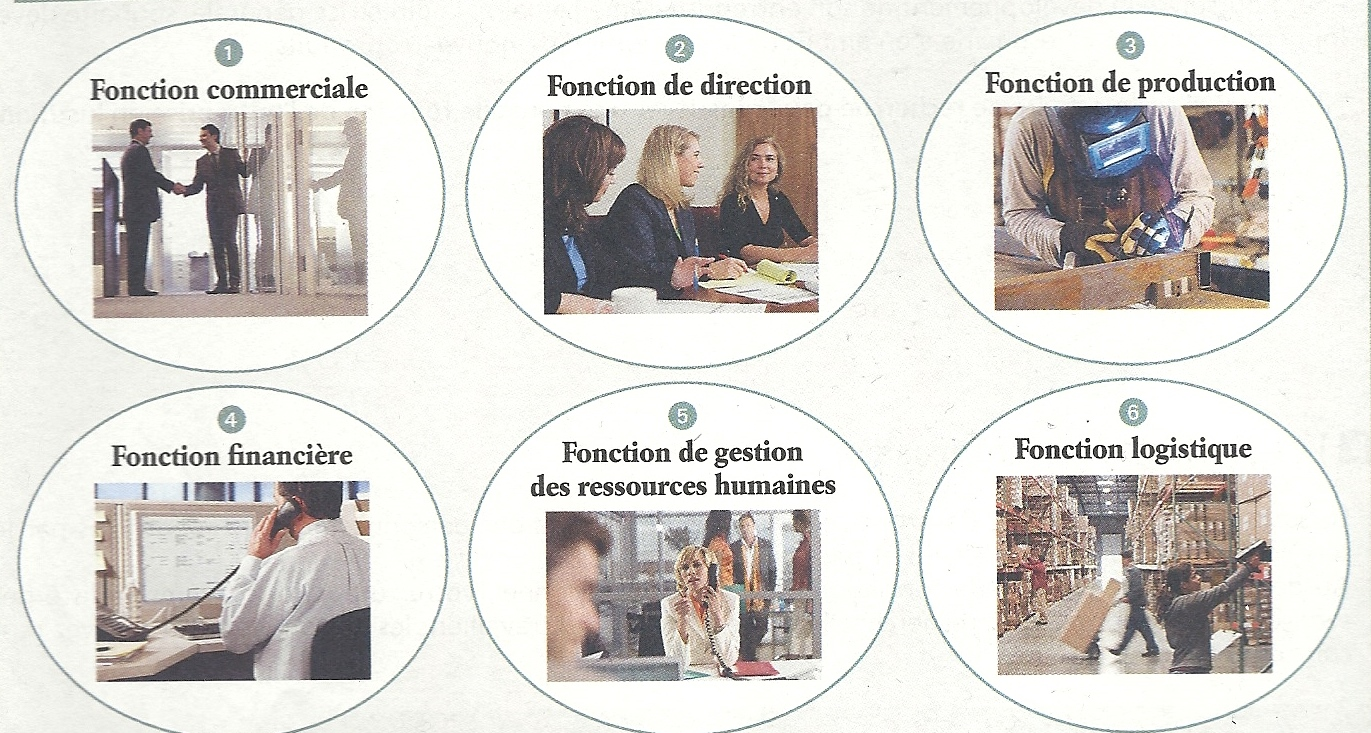 1
Fonction commerciale
2
Fonction de direction
3
Fonction de production
4
Fonction financière
5
Fonction de gestion
des ressources humaines
6
Fonction logistique